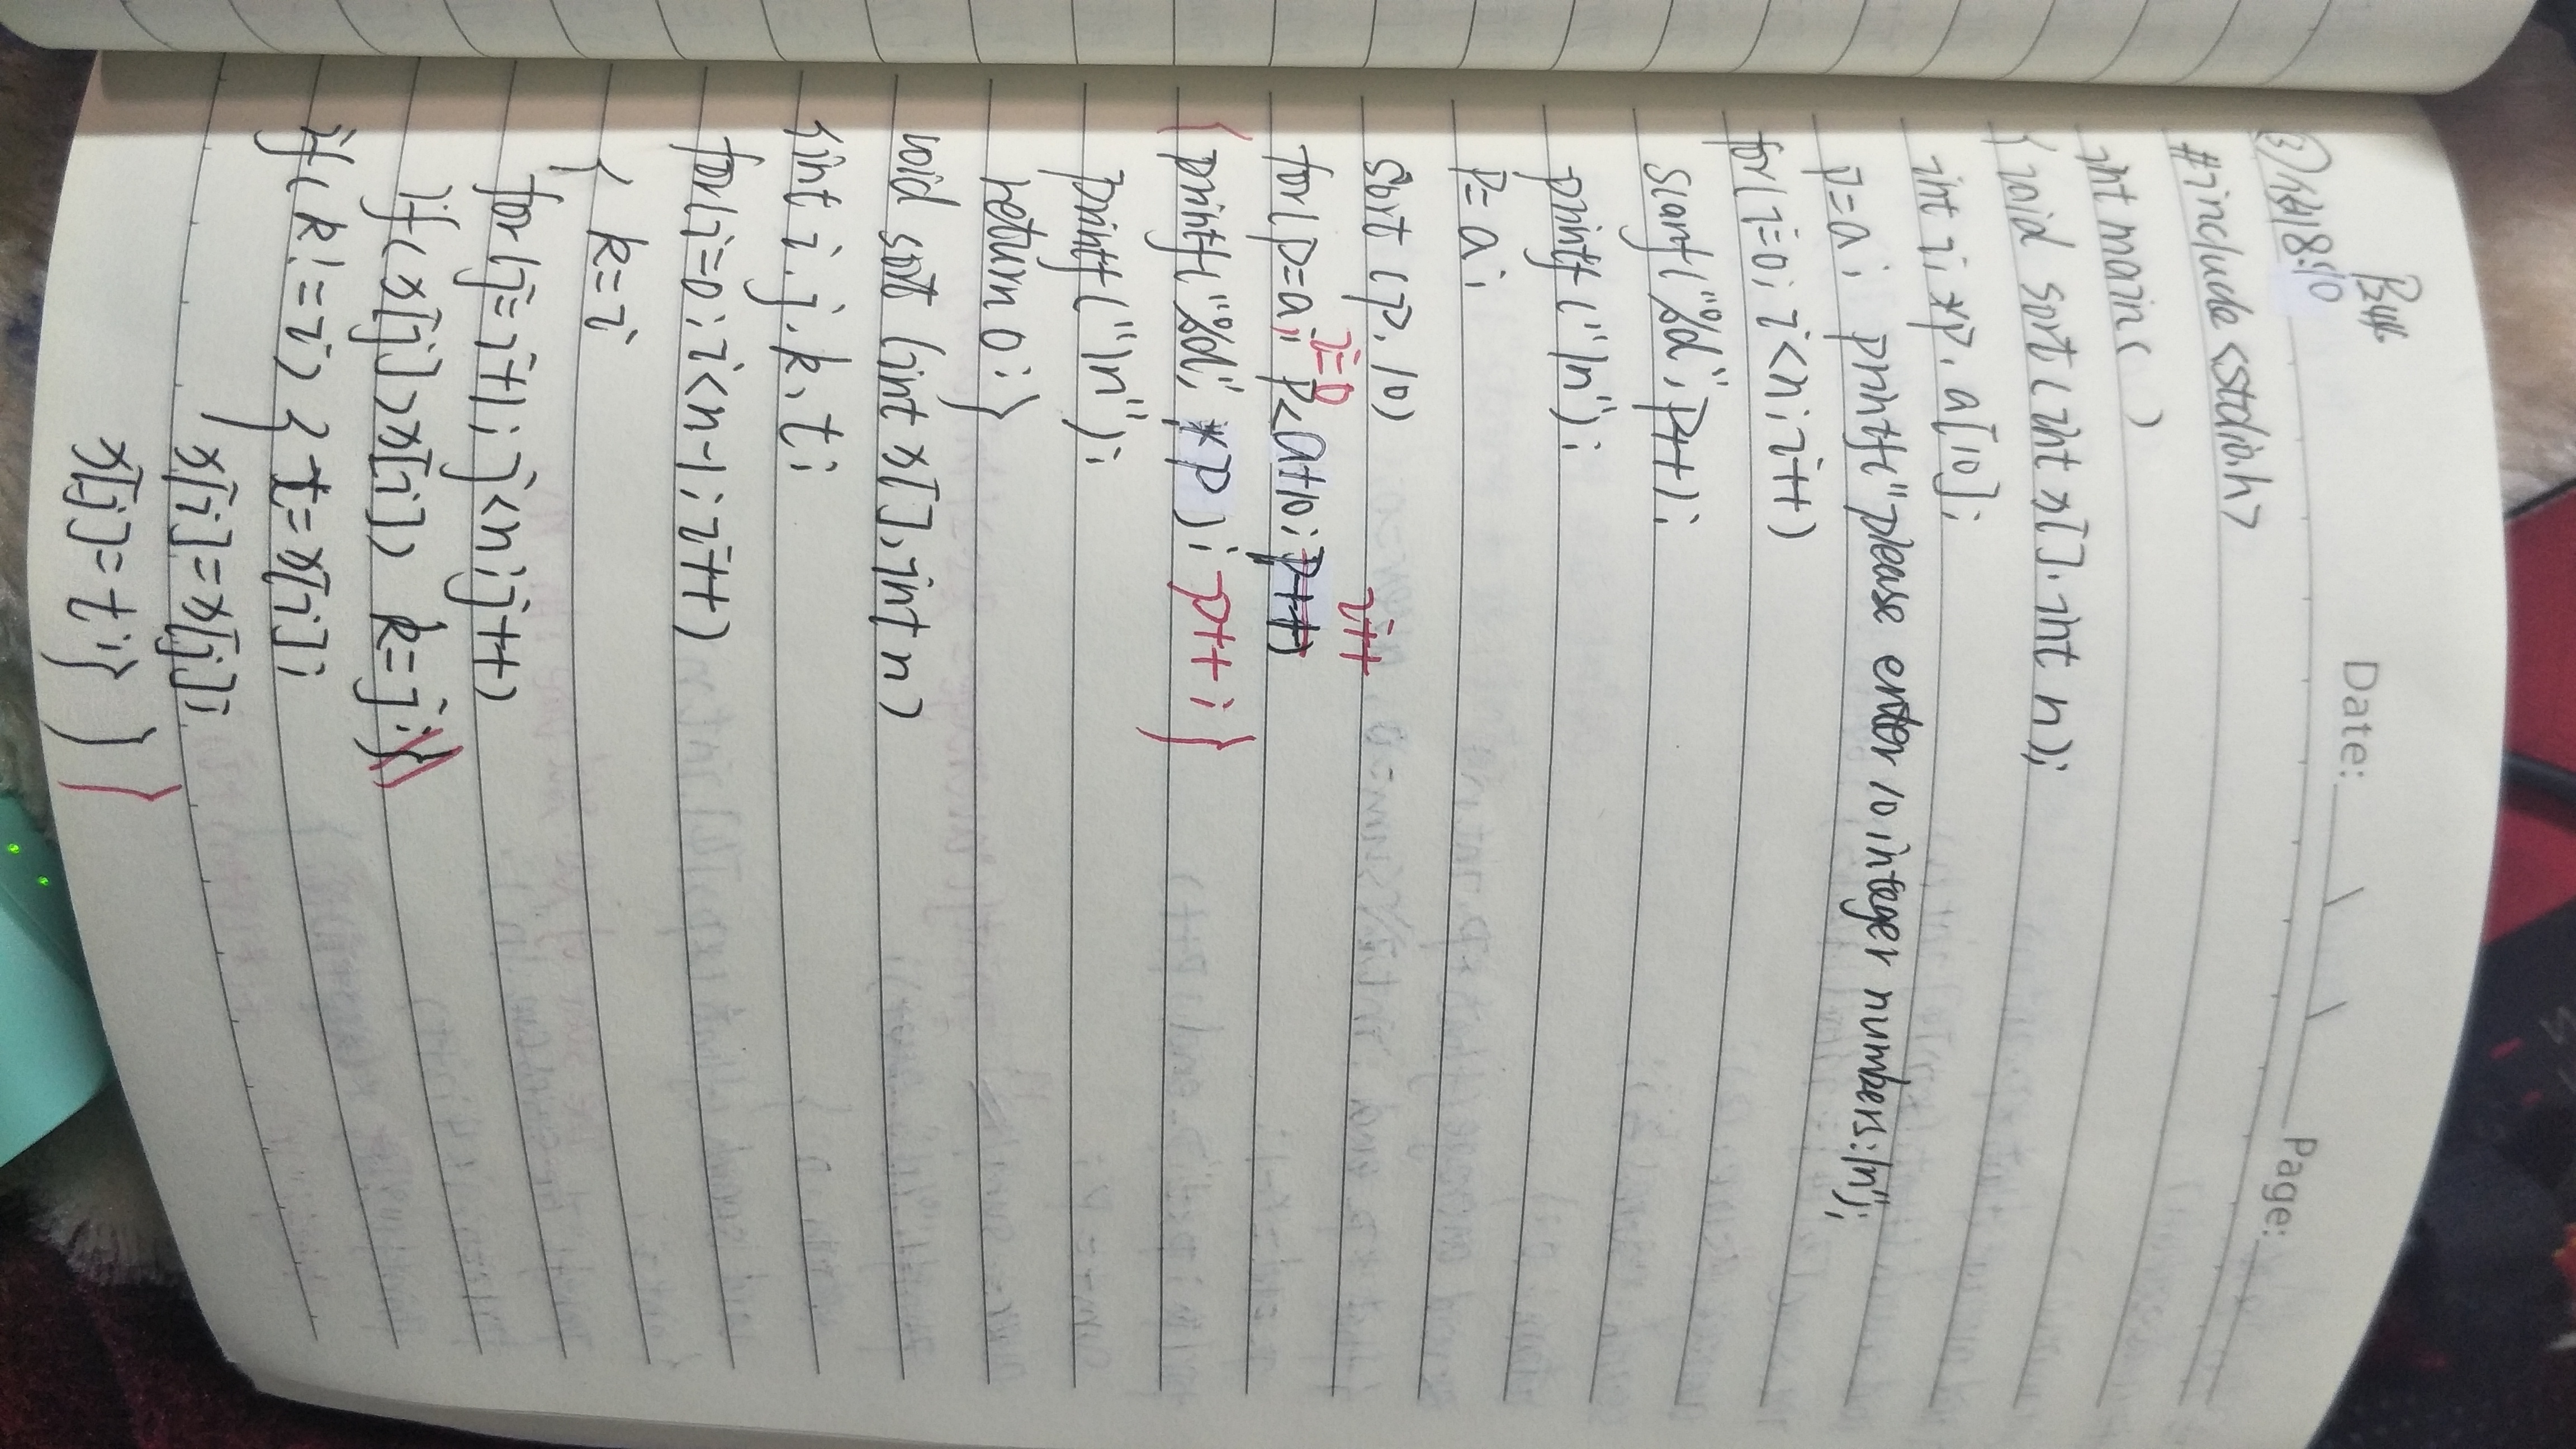 P246
Date: \ \ Page:
③例8.10
#include <stdio.h>
int main( )
{void sort(int x[], int n);
int i, *p, a[10];
p=a; printf("please enter 10 integer numbers:\n");
for(i=0; i<n; i++)
scanf("%d", p++);
printf("\n");
p=a;
sort(p, 10)
i=0 i++
for(p=a; p<a+10; p++)
{printf("%d", *p); p++;}
printf("\n");
return 0;}
void sort (int x[], int n)
{int i, j, k, t;
for(i=0; i<n-1; i++)
{ k=i
for(j=i+1; j<n; j++)
if(x[j]>x[i]) k=j;}
if(k!=i) { t=x[i];
x[i]=x[j];
x[j]=t;} } }